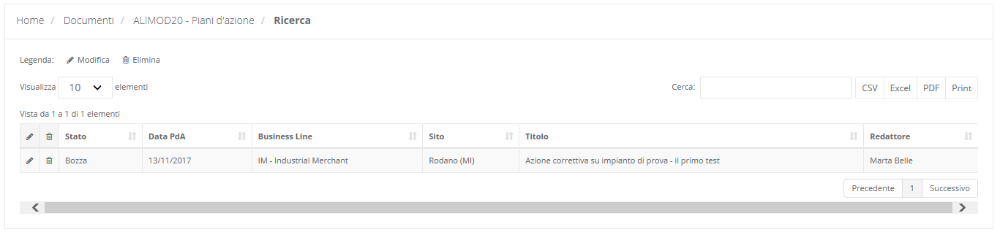 Home / Documenti / ALIMOD20 - Piani d'azione / Ricerca
Legenda: Modifica Elimina
Visualizza 10 elementi Cerca: CSV Excel PDF Print
Vista da 1 a 1 di 1 elementi
Stato Data PdA Business Line Sito Titolo Redattore
Bozza 13/11/2017 IM - Industrial Merchant Rodano (MI) Azione correttiva su impianto di prova - il primo test Marta Belle
Precedente 1 Successivo